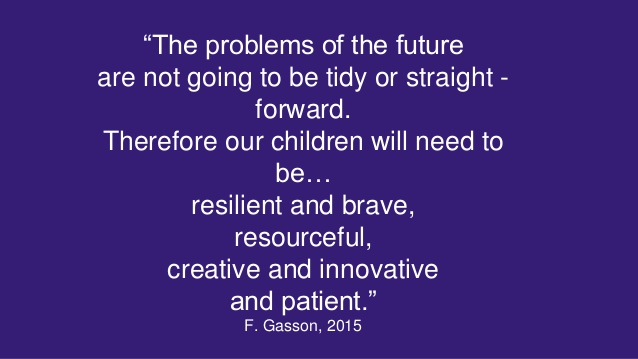 “The problems of the future
are not going to be tidy or straight -
forward.
Therefore our children will need to
be…
resilient and brave,
resourceful,
creative and innovative
and patient.”
F. Gasson, 2015